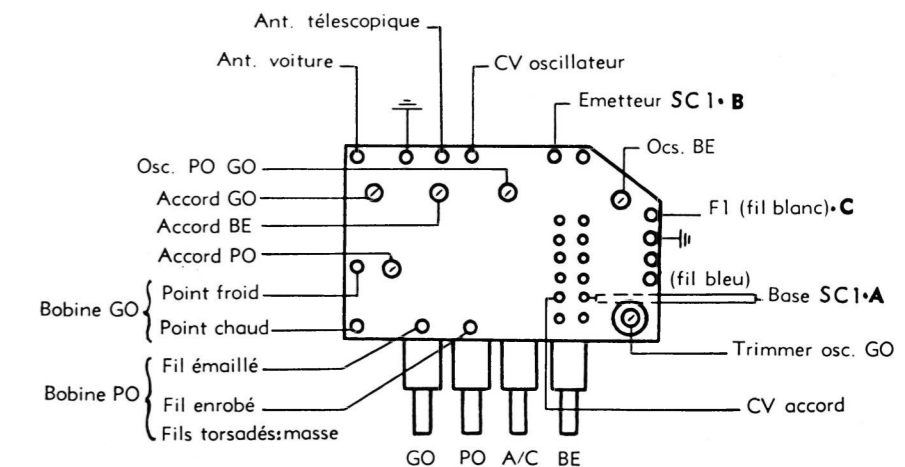 Ant. télescopique
Ant. voiture
CV oscillateur
Emetteur SC1•B
Osc. PO GO
Ocs. BE
Accord GO
F1 (fil blanc)•C
Accord BE
Accord PO
(fil bleu)
Bobine GO
Point froid
Base SC1•A
Point chaud
Trimmer osc. GO
Bobine PO
Fil émaillé
Fil enrobé
CV accord
Fils torsadés:masse
GO PO A/C BE